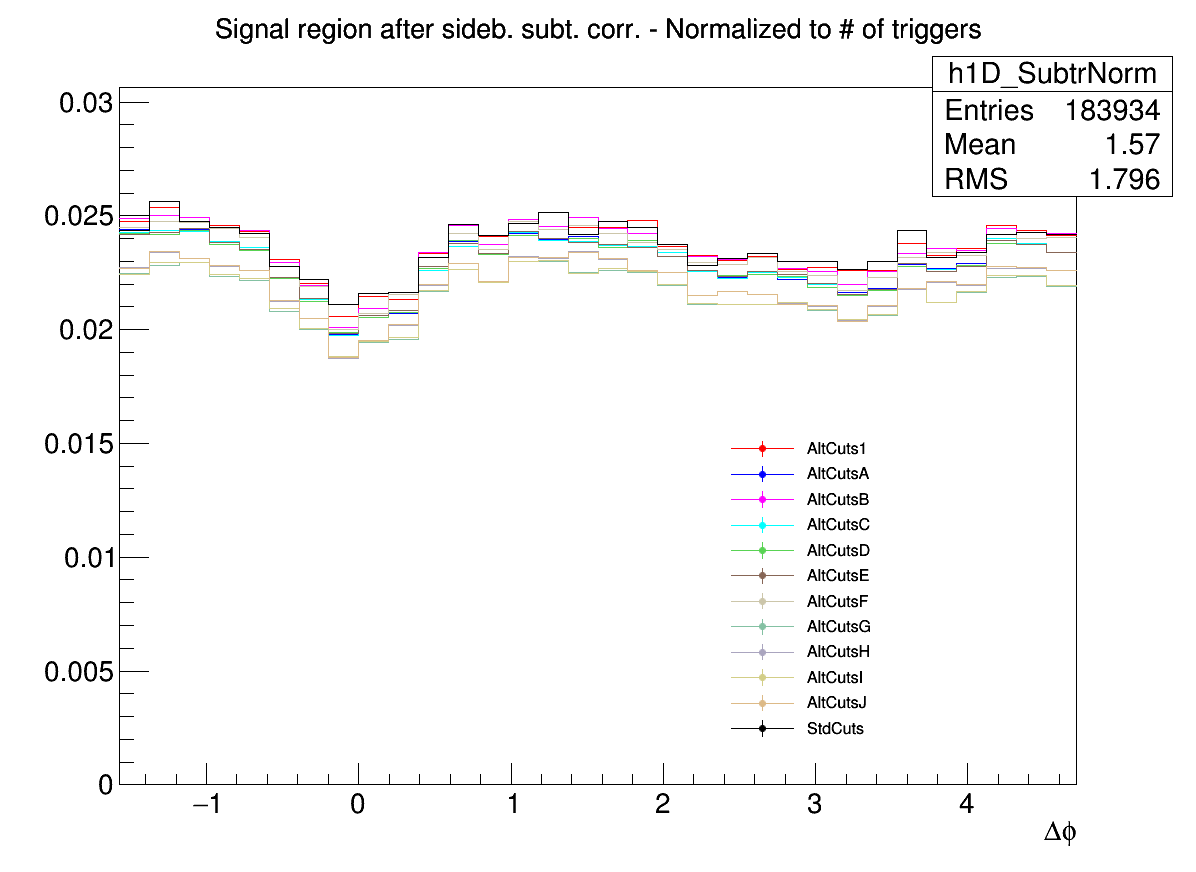 Signal region after sideb. subt. corr. - Normalized to # of triggers
h1D_SubtrNorm
Entries 183934
Mean 1.57
RMS 1.796
0.03
0.025
0.02
0.015
0.01
0.005
0
AltCuts1
AltCutsA
AltCutsB
AltCutsC
AltCutsD
AltCutsE
AltCutsF
AltCutsG
AltCutsH
AltCutsI
AltCutsJ
StdCuts
−1 0 1 2 3 4
Δϕ